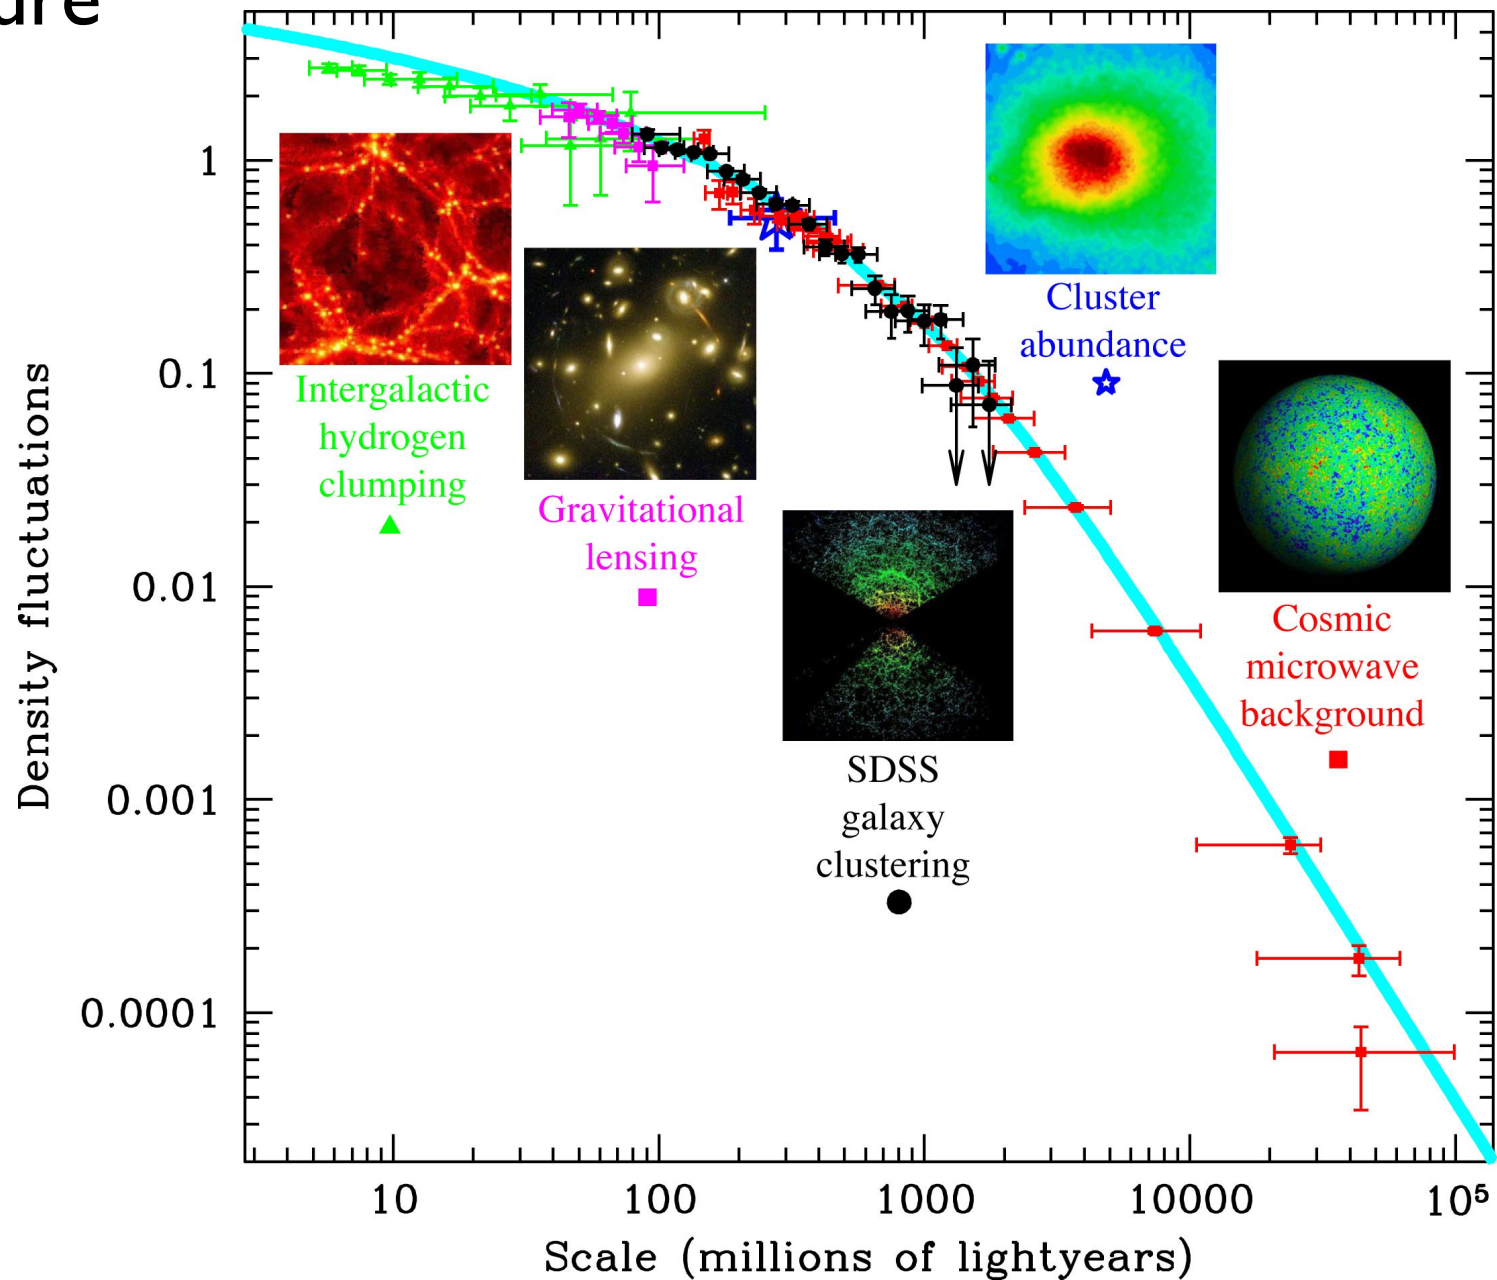 ure
1
0.1
0.01
0.001
0.0001
Density fluctuations
Intergalactic
hydrogen
clumping
Gravitational
lensing
SDSS
galaxy
clustering
Cluster
abundance
Cosmic
microwave
background
10
100
1000
10000
10⁵
Scale (millions of lightyears)